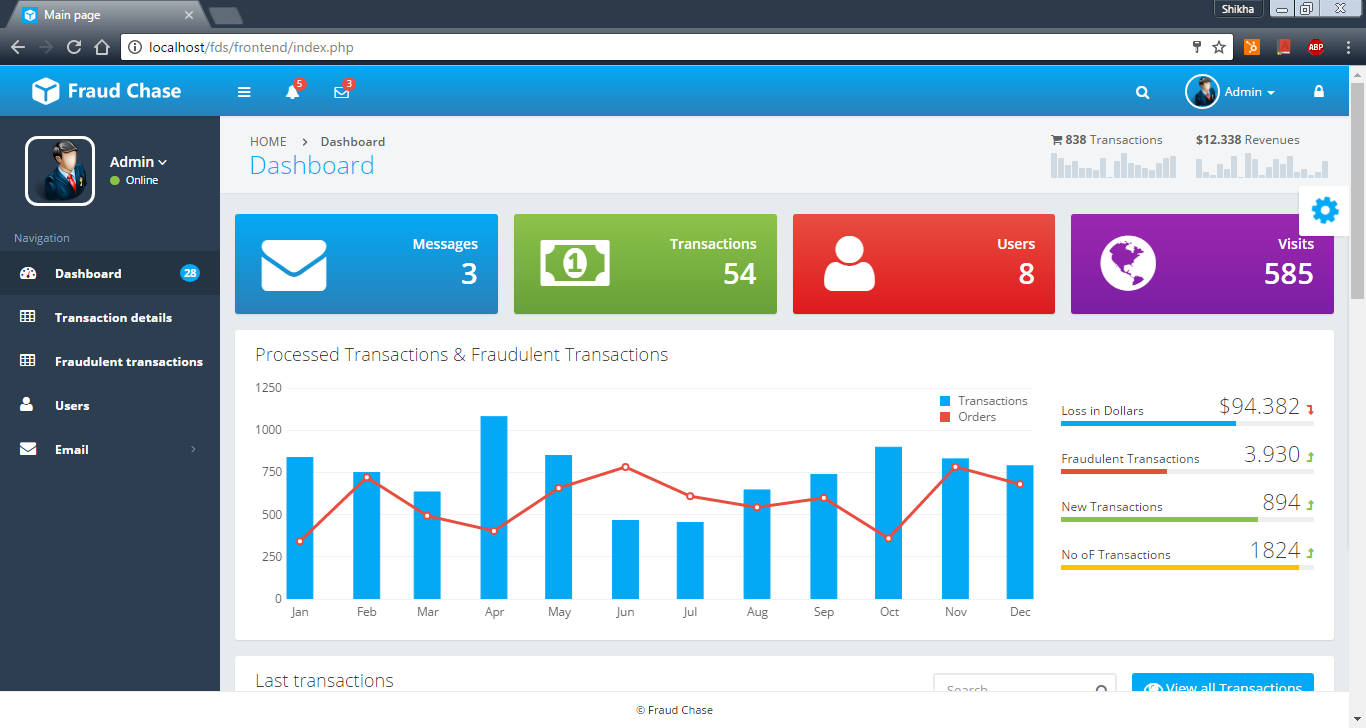 Main page
Shikha
localhost/fds/frontend/index.php
ABP
Fraud Chase
5
3
Admin
Admin
Online
HOME > Dashboard
Dashboard
838 Transactions
$12.338 Revenues
Navigation
Dashboard 28
Transaction details
Fraudulent transactions
Users
Email
Messages
3
1
Transactions
54
Users
8
Visits
585
Processed Transactions & Fraudulent Transactions
1250
1000
750
500
250
0
Transactions
Orders
Jan Feb Mar Apr May Jun Jul Aug Sep Oct Nov Dec
Loss in Dollars $94.382
Fraudulent Transactions 3.930
New Transactions 894
No oF Transactions 1824
Last transactions
Search
View all Transactions
© Fraud Chase